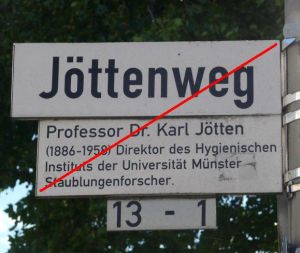 Jöttenweg
Professor Dr. Karl Jötten
(1886-1958) Direktor des Hygienischen
Instituts der Universität Münster
Staublungenforscher.
13 - 1